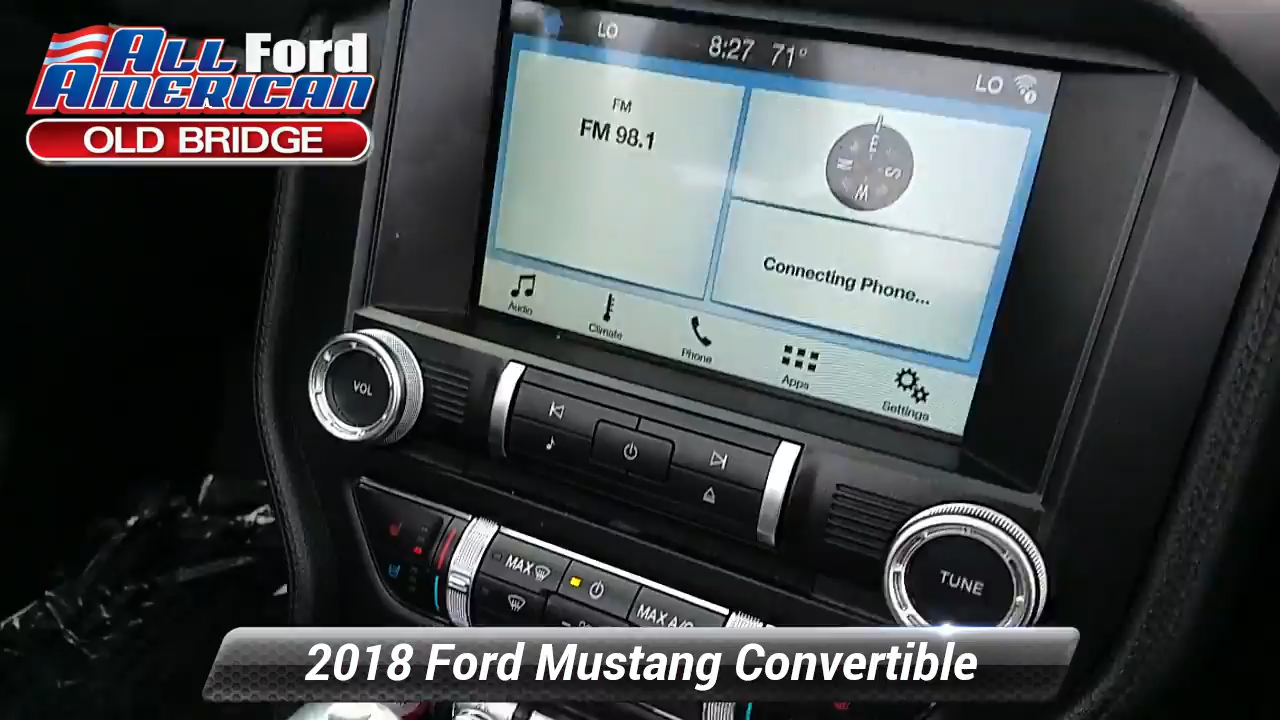 ALL Ford
AMERICAN
OLD BRIDGE
LO 8:27 71° LO
FM
FM 98.1
E
N S
W
Connecting Phone...
Audio Climate Phone Apps Settings
VOL
TUNE
MAX
MAX A/C
2018 Ford Mustang Convertible